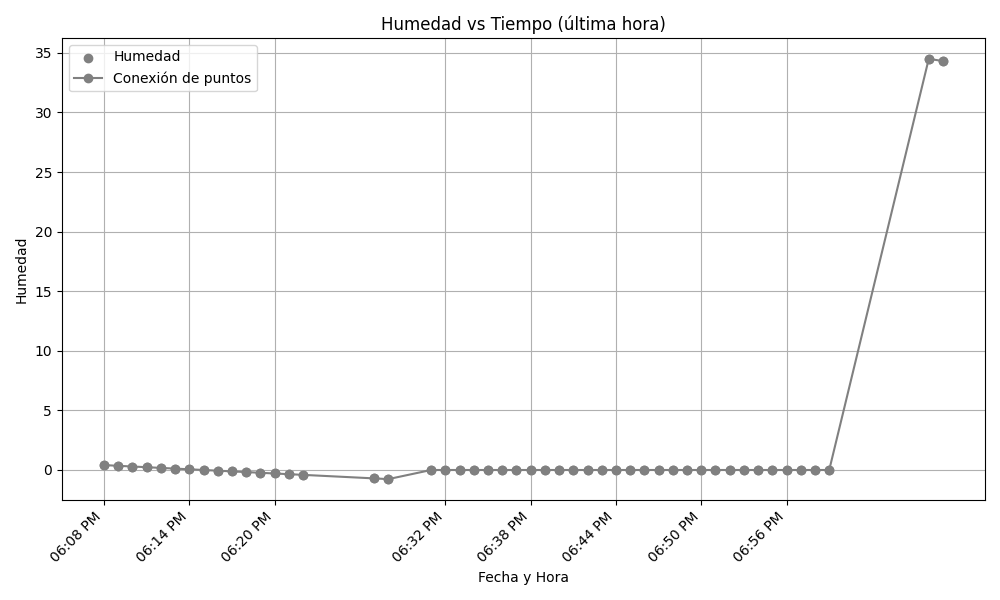 Humedad vs Tiempo (última hora)
Humedad
Conexión de puntos
35
30
25
20
15
10
5
0
Humedad
06:08 PM
06:14 PM
06:20 PM
06:32 PM
06:38 PM
06:44 PM
06:50 PM
06:56 PM
Fecha y Hora